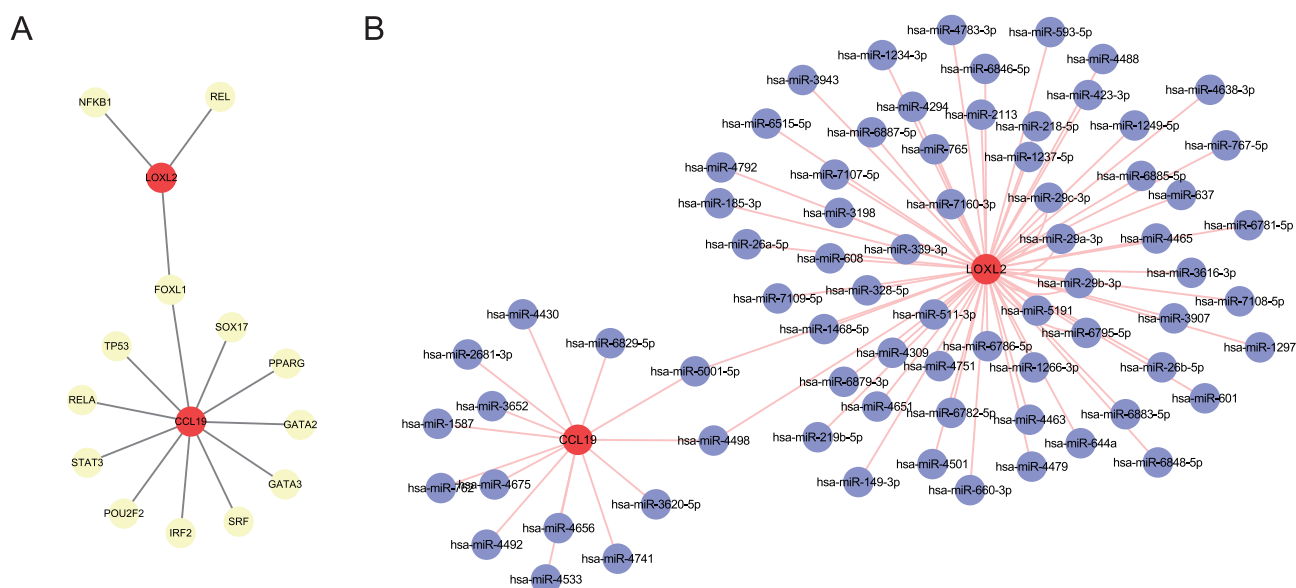 A
NFKB1
REL
LOXL2
FOXL1
SOX17
TP53
PPARG
RELA
CCL19
GATA2
STAT3
GATA3
POU2F2
SRF
IRF2
B
hsa-miR-4783-3p
hsa-miR-593-5p
hsa-miR-1234-3p
hsa-miR-4488
hsa-miR-6846-5p
hsa-miR-3943
hsa-miR-4638-3p
hsa-miR-423-3p
hsa-miR-4294
hsa-miR-2113
hsa-miR-6515-5p
hsa-miR-218-5p
hsa-miR-1249-5p
hsa-miR-6887-5p
hsa-miR-765
hsa-miR-767-5p
hsa-miR-1237-5p
hsa-miR-4792
hsa-miR-7107-5p
hsa-miR-6885-5p
hsa-miR-637
hsa-miR-29c-3p
hsa-miR-185-3p
hsa-miR-7160-3p
hsa-miR-3198
hsa-miR-6781-5p
hsa-miR-29a-3p
hsa-miR-4465
hsa-miR-26a-5p
hsa-miR-339-3p
hsa-miR-608
LOXL2
hsa-miR-3616-3p
hsa-miR-29b-3p
hsa-miR-328-5p
hsa-miR-7109-5p
hsa-miR-7108-5p
hsa-miR-5191
hsa-miR-3907
hsa-miR-511-3p
hsa-miR-4430
hsa-miR-1468-5p
hsa-miR-6795-5p
hsa-miR-6829-5p
hsa-miR-6786-5p
hsa-miR-1297
hsa-miR-4309
hsa-miR-2681-3p
hsa-miR-4751
hsa-miR-1266-3p
hsa-miR-26b-5p
hsa-miR-5001-5p
hsa-miR-6879-3p
hsa-miR-601
hsa-miR-3652
hsa-miR-4651
hsa-miR-6782-5p
hsa-miR-6883-5p
hsa-miR-1587
hsa-miR-4463
hsa-miR-219b-5p
CCL19
hsa-miR-4498
hsa-miR-644a
hsa-miR-6848-5p
hsa-miR-4501
hsa-miR-4479
hsa-miR-149-3p
hsa-miR-762
hsa-miR-4675
hsa-miR-660-3p
hsa-miR-3620-5p
hsa-miR-4656
hsa-miR-4492
hsa-miR-4741
hsa-miR-4533